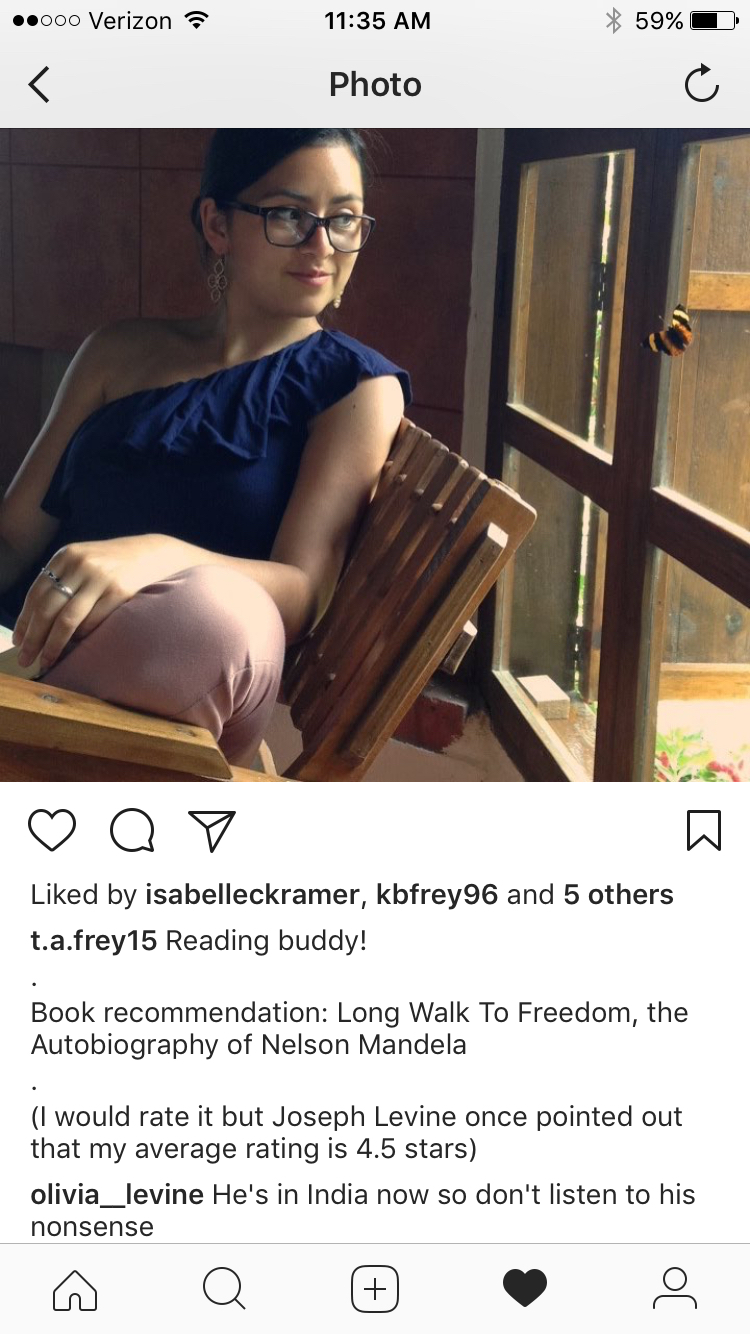 Verizon 11:35 AM 59%
Photo
Liked by isabelleckramer, kbfrey96 and 5 others
t.a.frey15 Reading buddy!
.
Book recommendation: Long Walk To Freedom, the
Autobiography of Nelson Mandela
.
(I would rate it but Joseph Levine once pointed out
that my average rating is 4.5 stars)
olivia__levine He's in India now so don't listen to his
nonsense